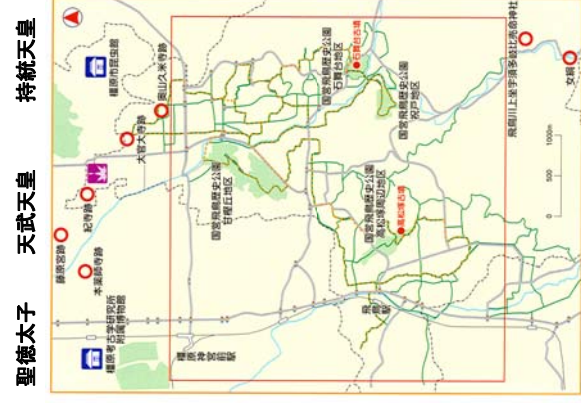 聖徳太子 天武天皇 持統天皇
藤原宮跡
本薬師寺跡
紀寺跡
大官大寺跡
奥山久米寺跡
橿原市昆虫館
橿原考古学研究所
附属博物館
国営飛鳥歴史公園
甘樫丘地区
国営飛鳥歴史公園
石舞台地区
石舞台古墳
国営飛鳥歴史公園
祝戸地区
国営飛鳥歴史公園
高松塚周辺地区
高松塚古墳
橿原神宮前駅
飛鳥駅
飛鳥川上坐宇須多岐比売命神社
女綱
0 500 1000m